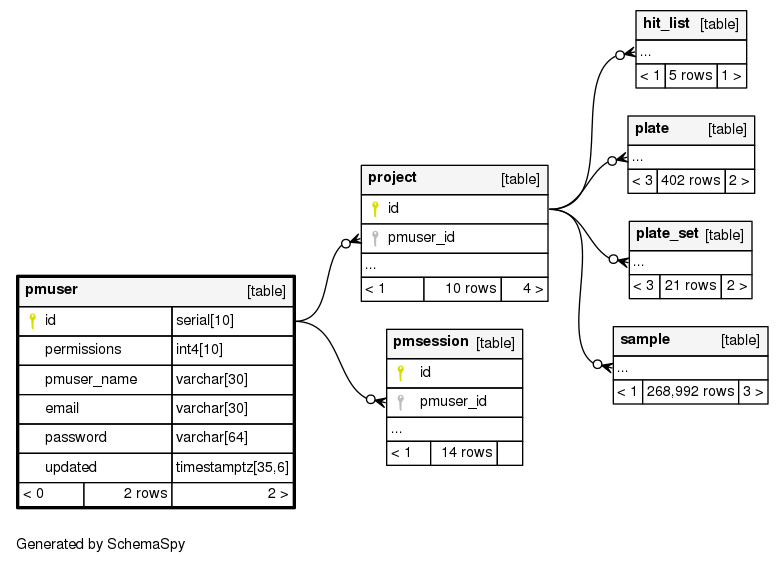 hit_list [table]
...
< 1 5 rows 1 >
plate [table]
...
< 3 402 rows 2 >
project [table]
id
pmuser_id
...
< 1 10 rows 4 >
plate_set [table]
...
< 3 21 rows 2 >
pmuser [table]
id serial[10]
permissions int4[10]
pmuser_name varchar[30]
email varchar[30]
password varchar[64]
updated timestamptz[35,6]
< 0 2 rows 2 >
pmsession [table]
id
pmuser_id
...
< 1 14 rows
sample [table]
...
< 1 268,992 rows 3 >
Generated by SchemaSpy